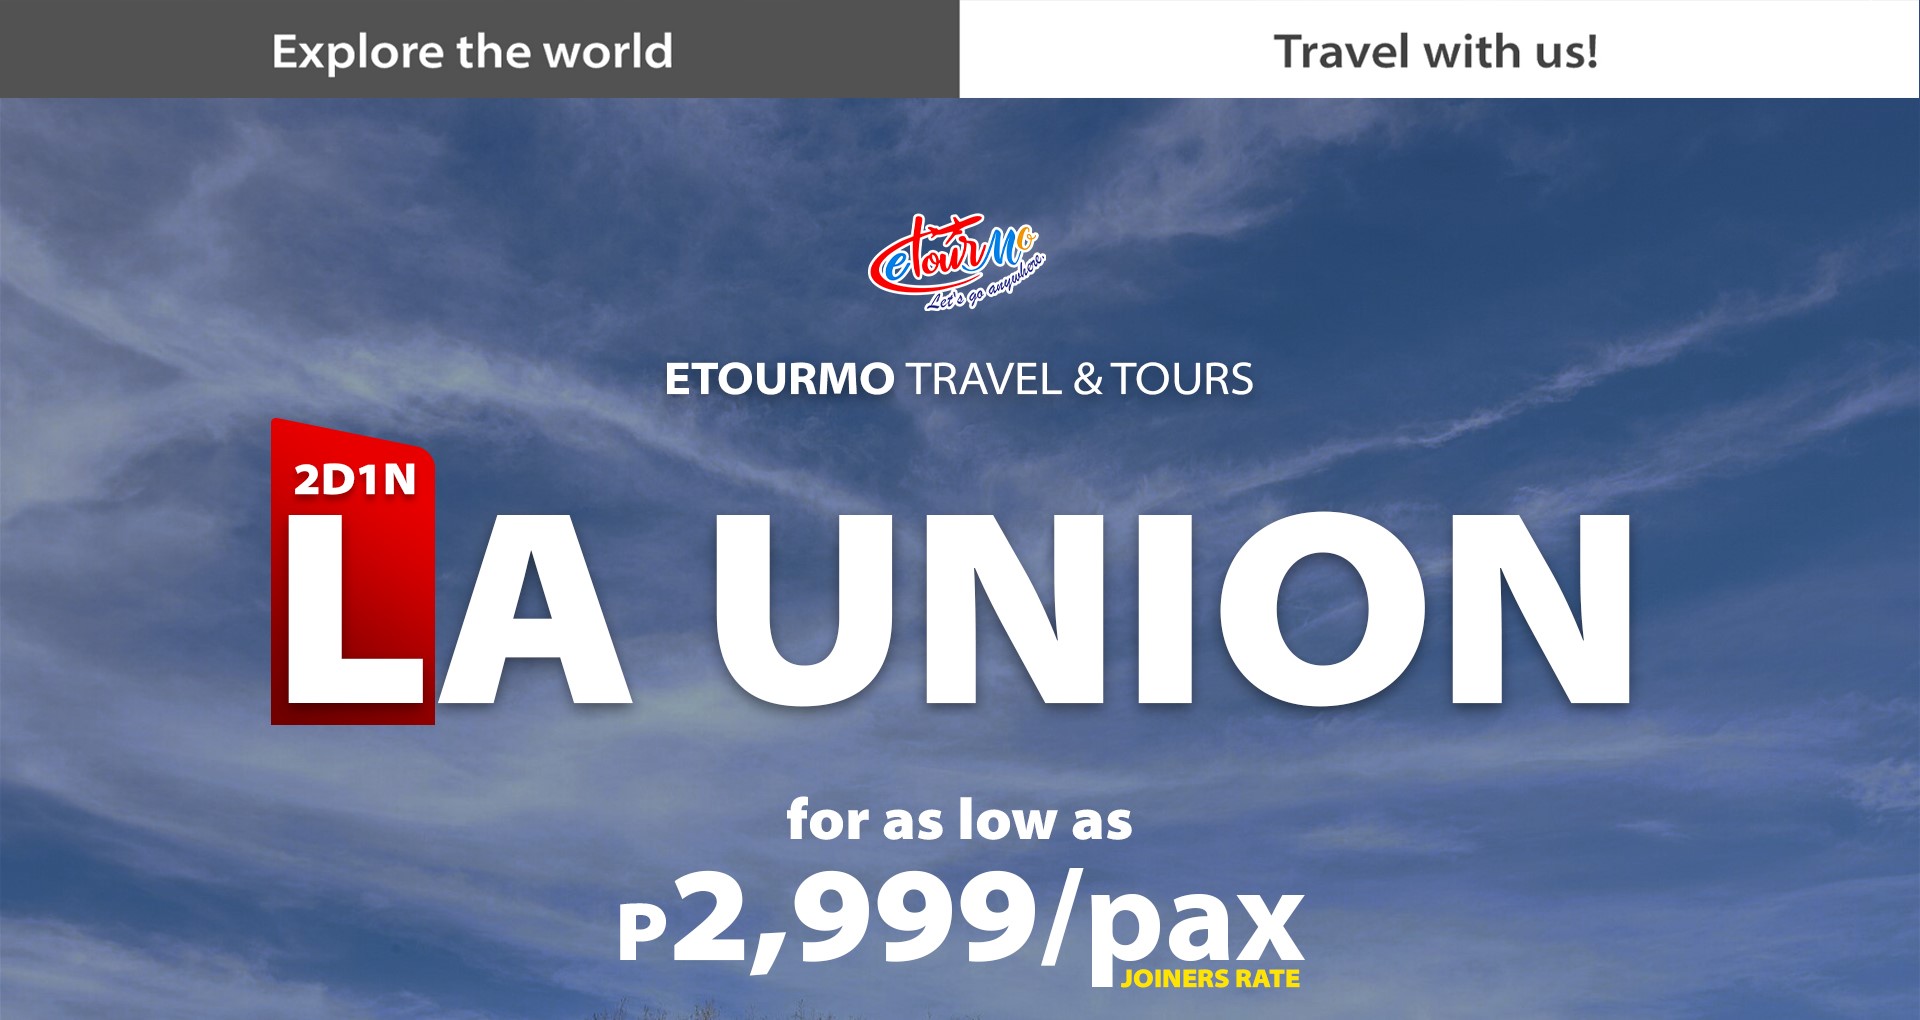 Explore the world
Travel with us!
etourMo
Let's go anywhere.
ETOURMO TRAVEL & TOURS
2D1N
LA UNION
for as low as
P2,999/pax
JOINERS RATE